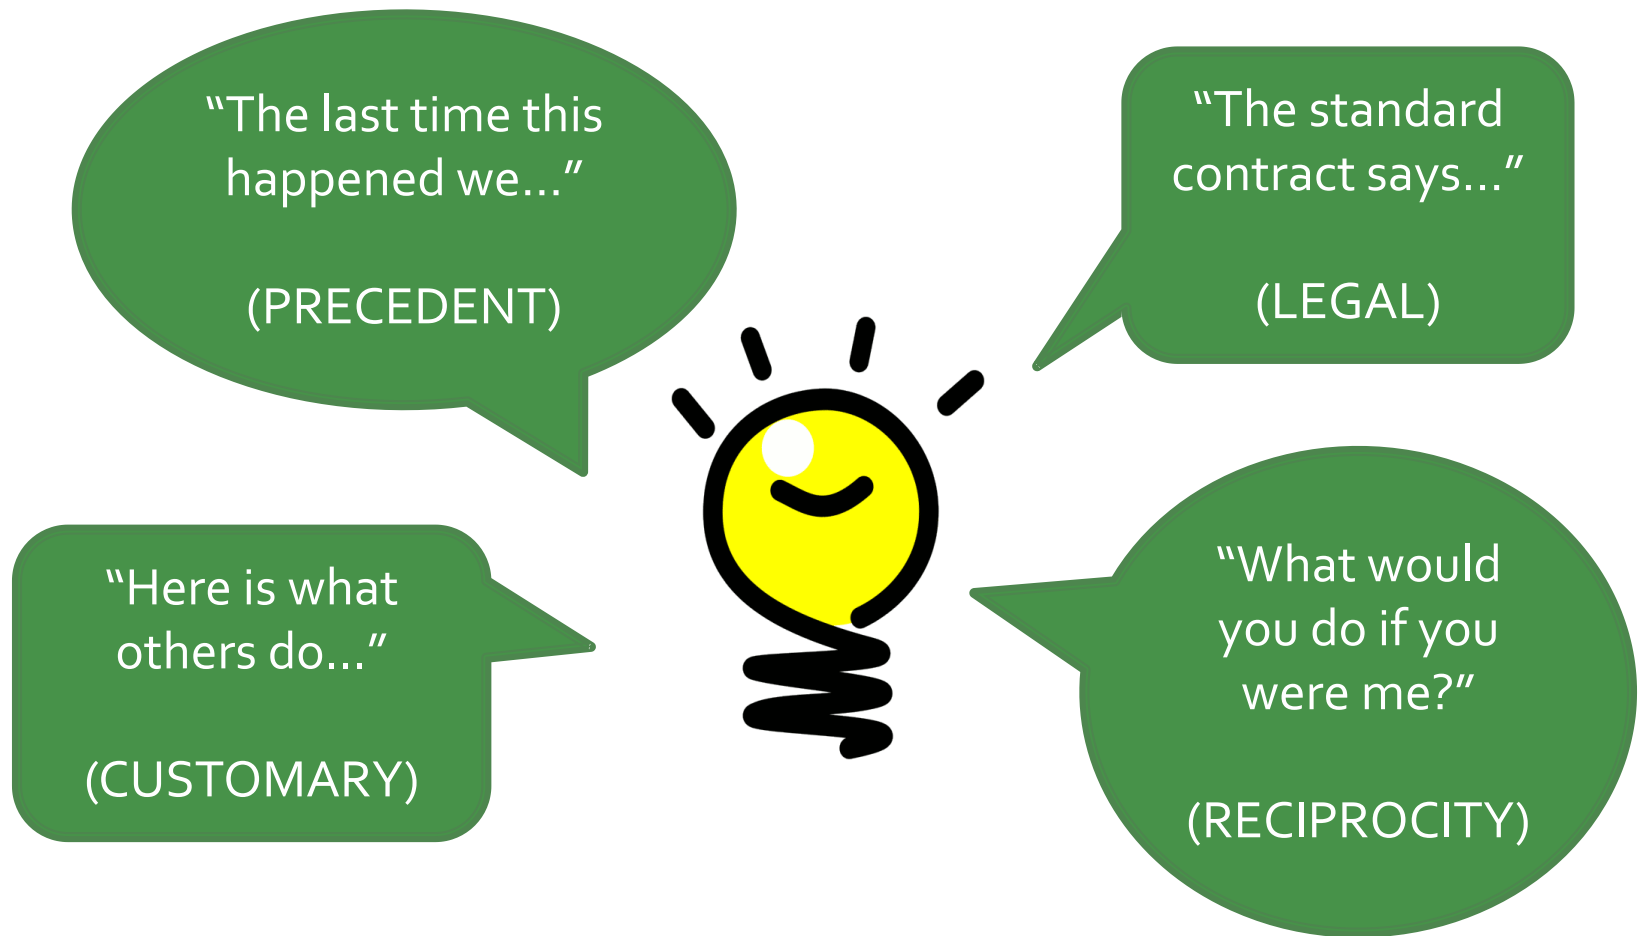 “The last time this
happened we…”
(PRECEDENT)
“The standard
contract says…”
(LEGAL)
“Here is what
others do…”
(CUSTOMARY)
“What would
you do if you
were me?”
(RECIPROCITY)